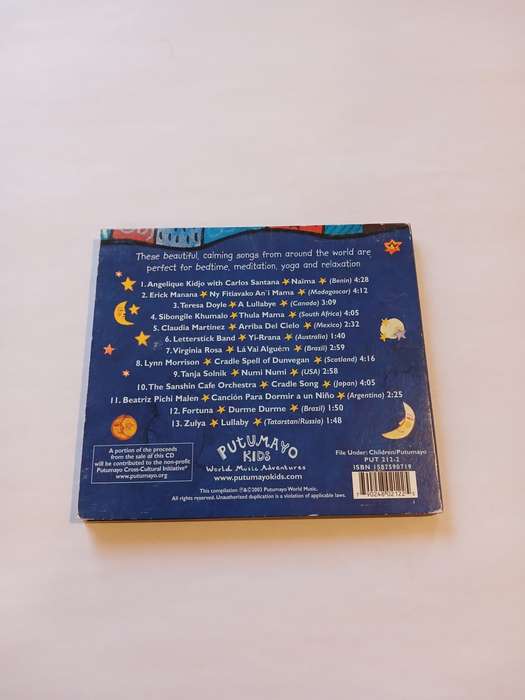 These beautiful, calming songs from around the world are
perfect for bedtime, meditation, yoga and relaxation
1. Angelique Kidjo with Carlos Santana ★ Naïma ★ (Benin) 4:28
2. Erick Manana ★ Ny Fitiavako An'i Mama ★ (Madagascar) 4:12
3. Teresa Doyle ★ A Lullabye ★ (Canada) 3:09
4. Sibongile Khumalo ★ Thula Mama ★ (South Africa) 4:05
5. Claudia Martinez ★ Arriba Del Cielo ★ (Mexico) 2:32
6. Letterstick Band ★ Yi-Rrana ★ (Australia) 1:40
7. Virginia Rosa ★ Lá Vai Alguém ★ (Brazil) 2:59
8. Lynn Morrison ★ Cradle Spell of Dunvegan ★ (Scotland) 4:16
9. Tanja Solnik ★ Numi Numi ★ (USA) 2:58
10. The Sanshin Cafe Orchestra ★ Cradle Song ★ (Japan) 4:05
11. Beatriz Pichi Malen ★ Canción Para Dormir a un Niño ★ (Argentina) 2:25
12. Fortuna ★ Durme Durme ★ (Brazil) 1:50
13. Zulya ★ Lullaby ★ (Tatarstan/Russia) 1:48
A portion of the proceeds
from the sale of this CD
will be contributed to the non-profit
Putumayo Cross-Cultural Initiative®
www.putumayo.org
PUTUMAYO
KIDS
World Music Adventures
www.putumayokids.com
This compilation ℗&© 2003 Putumayo World Music.
All rights reserved. Unauthorized duplication is a violation of applicable laws.
File Under: Children/Putumayo
PUT 212-2
ISBN 1587590719